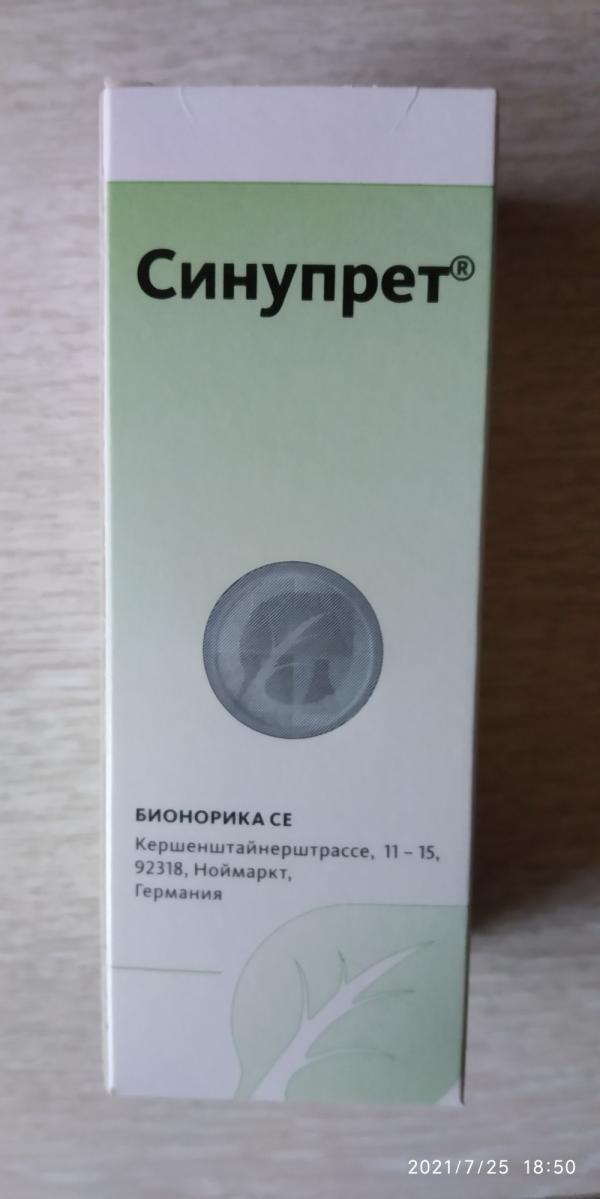 Синупрет®
БИОНОРИКА СЕ
Кершенштайнерштрассе, 11 – 15,
92318, Ноймаркт,
Германия
2021/7/25 18:50